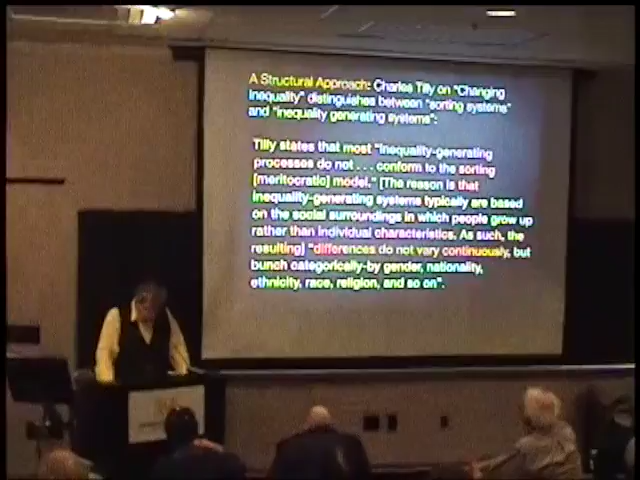 A Structural Approach: Charles Tilly on "Changing
Inequality" distinguishes between "sorting systems"
and "inequality generating systems":
Tilly states that most "inequality-generating
processes do not . . . conform to the sorting
[meritocratic] model." [The reason is that
inequality-generating systems typically are based
on the social surroundings in which people grow up
rather than individual characteristics. As such, the
resulting] "differences do not vary continuously, but
bunch categorically-by gender, nationality,
ethnicity, race, religion, and so on".